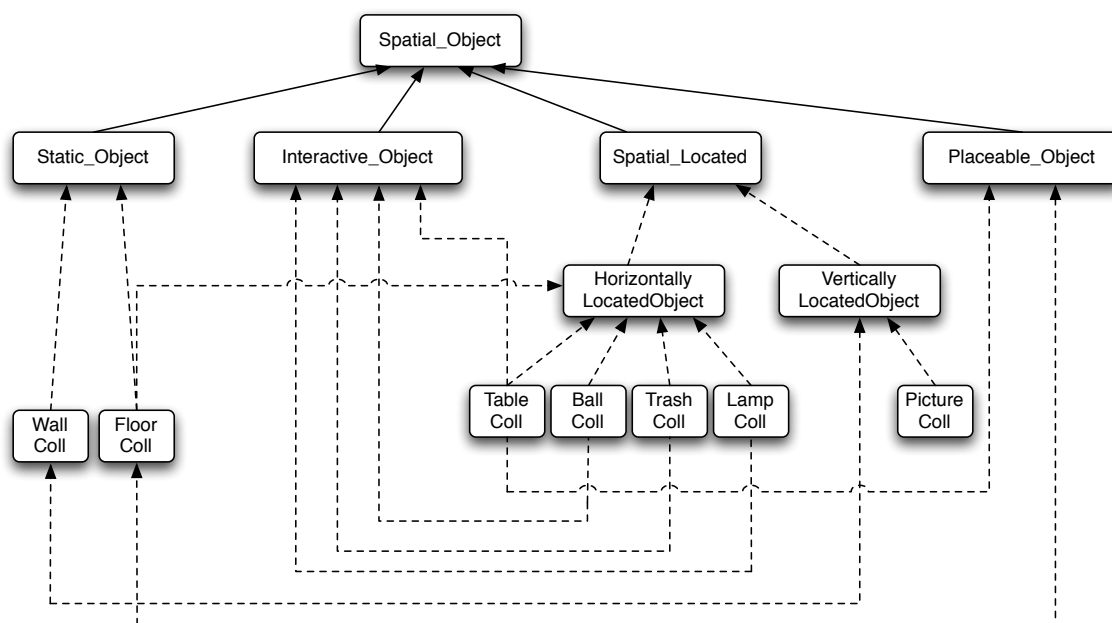 Spatial_Object
Static_Object
Interactive_Object
Spatial_Located
Placeable_Object
Horizontally
LocatedObject
Vertically
LocatedObject
Table
Coll
Ball
Coll
Trash
Coll
Lamp
Coll
Picture
Coll
Wall
Coll
Floor
Coll